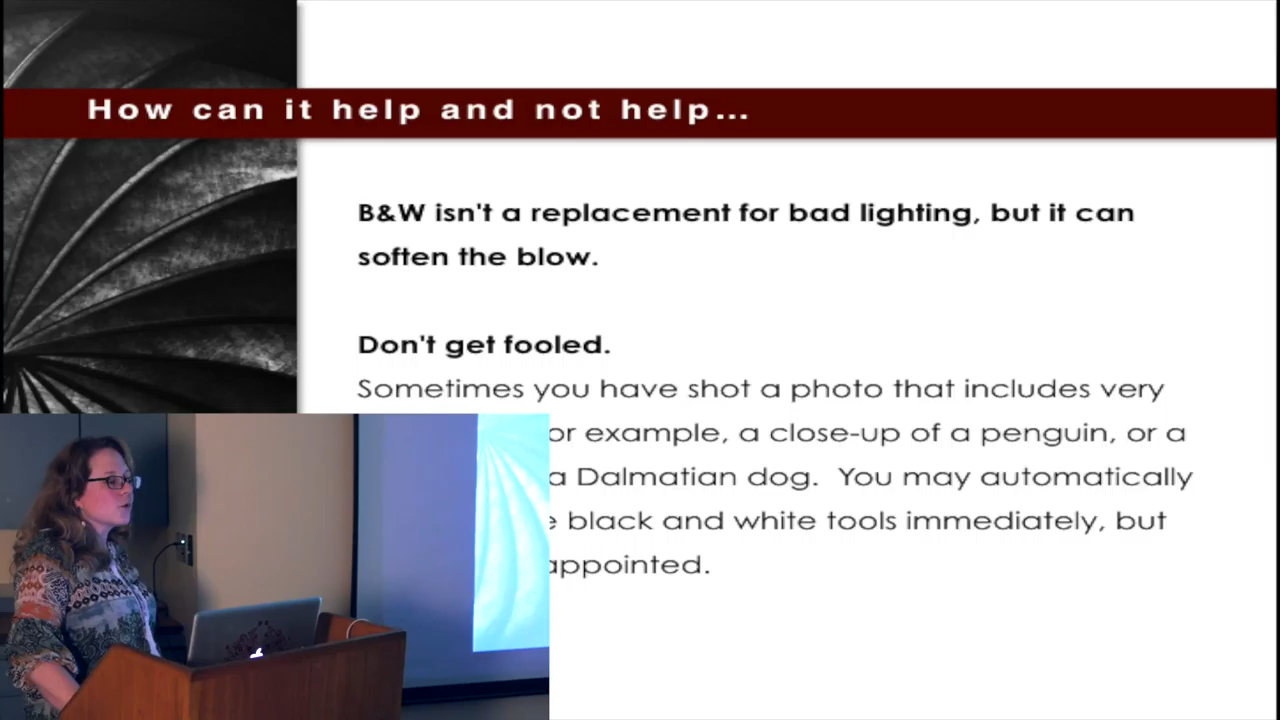 How can it help and not help...
B&W isn't a replacement for bad lighting, but it can
soften the blow.
Don't get fooled.
Sometimes you have shot a photo that includes very
or example, a close-up of a penguin, or a
a Dalmatian dog. You may automatically
black and white tools immediately, but
appointed.